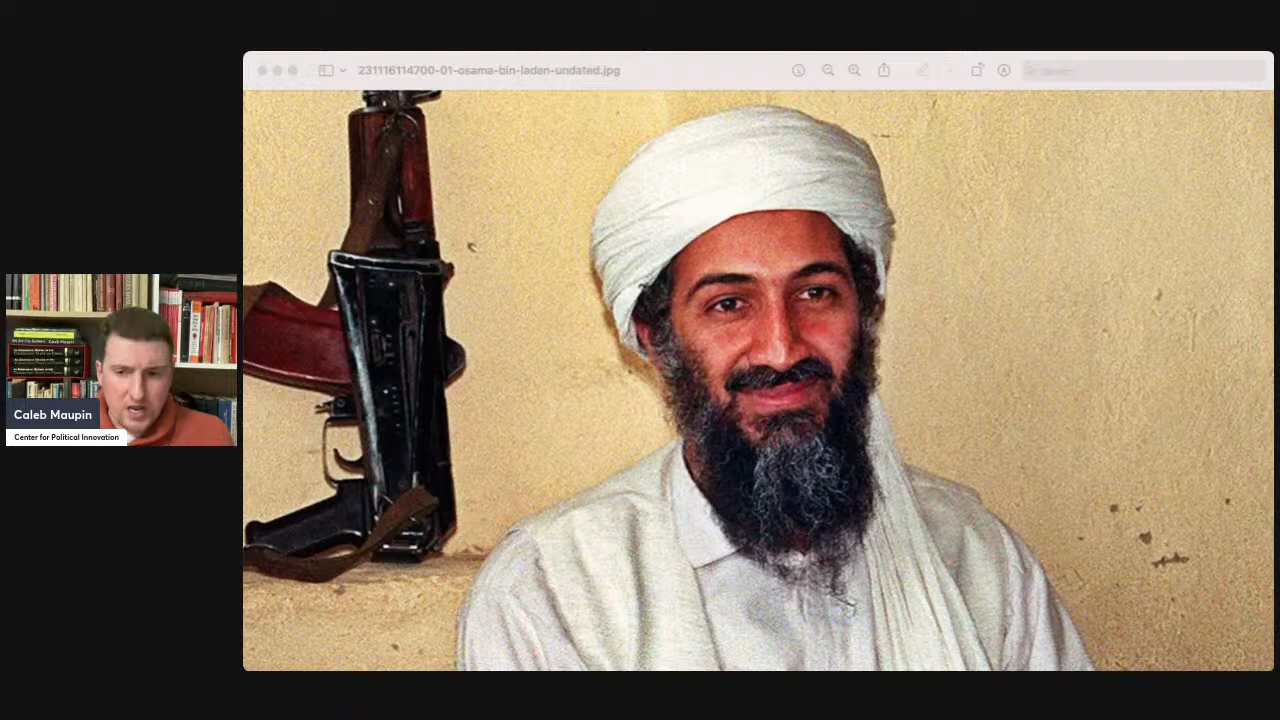 231116114700-01-osama-bin-laden-undated.jpg
Caleb Maupin
Center for Political Innovation